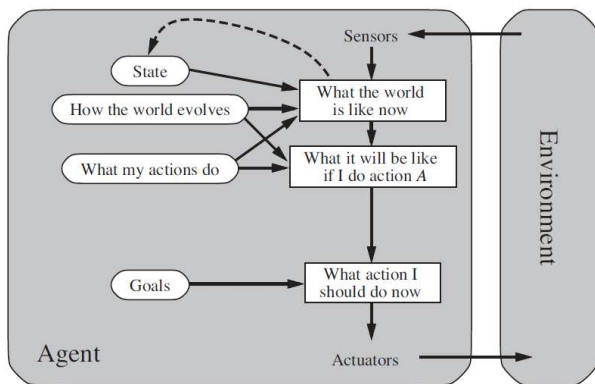 Sensors
State
What the world
is like now
How the world evolves
What my actions do
What it will be like
if I do action A
Environment
Goals
What action I
should do now
Agent
Actuators